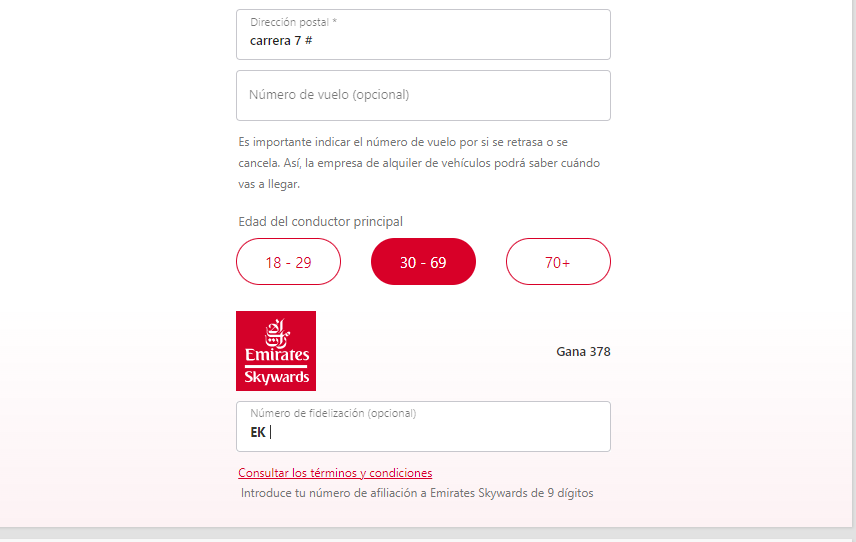 Dirección postal *
carrera 7 #
Número de vuelo (opcional)
Es importante indicar el número de vuelo por si se retrasa o se
cancela. Así, la empresa de alquiler de vehículos podrá saber cuándo
vas a llegar.
Edad del conductor principal
18 - 29
30 - 69
70+
Emirates
Skywards
Gana 378
Número de fidelización (opcional)
EK
Consultar los términos y condiciones
Introduce tu número de afiliación a Emirates Skywards de 9 dígitos